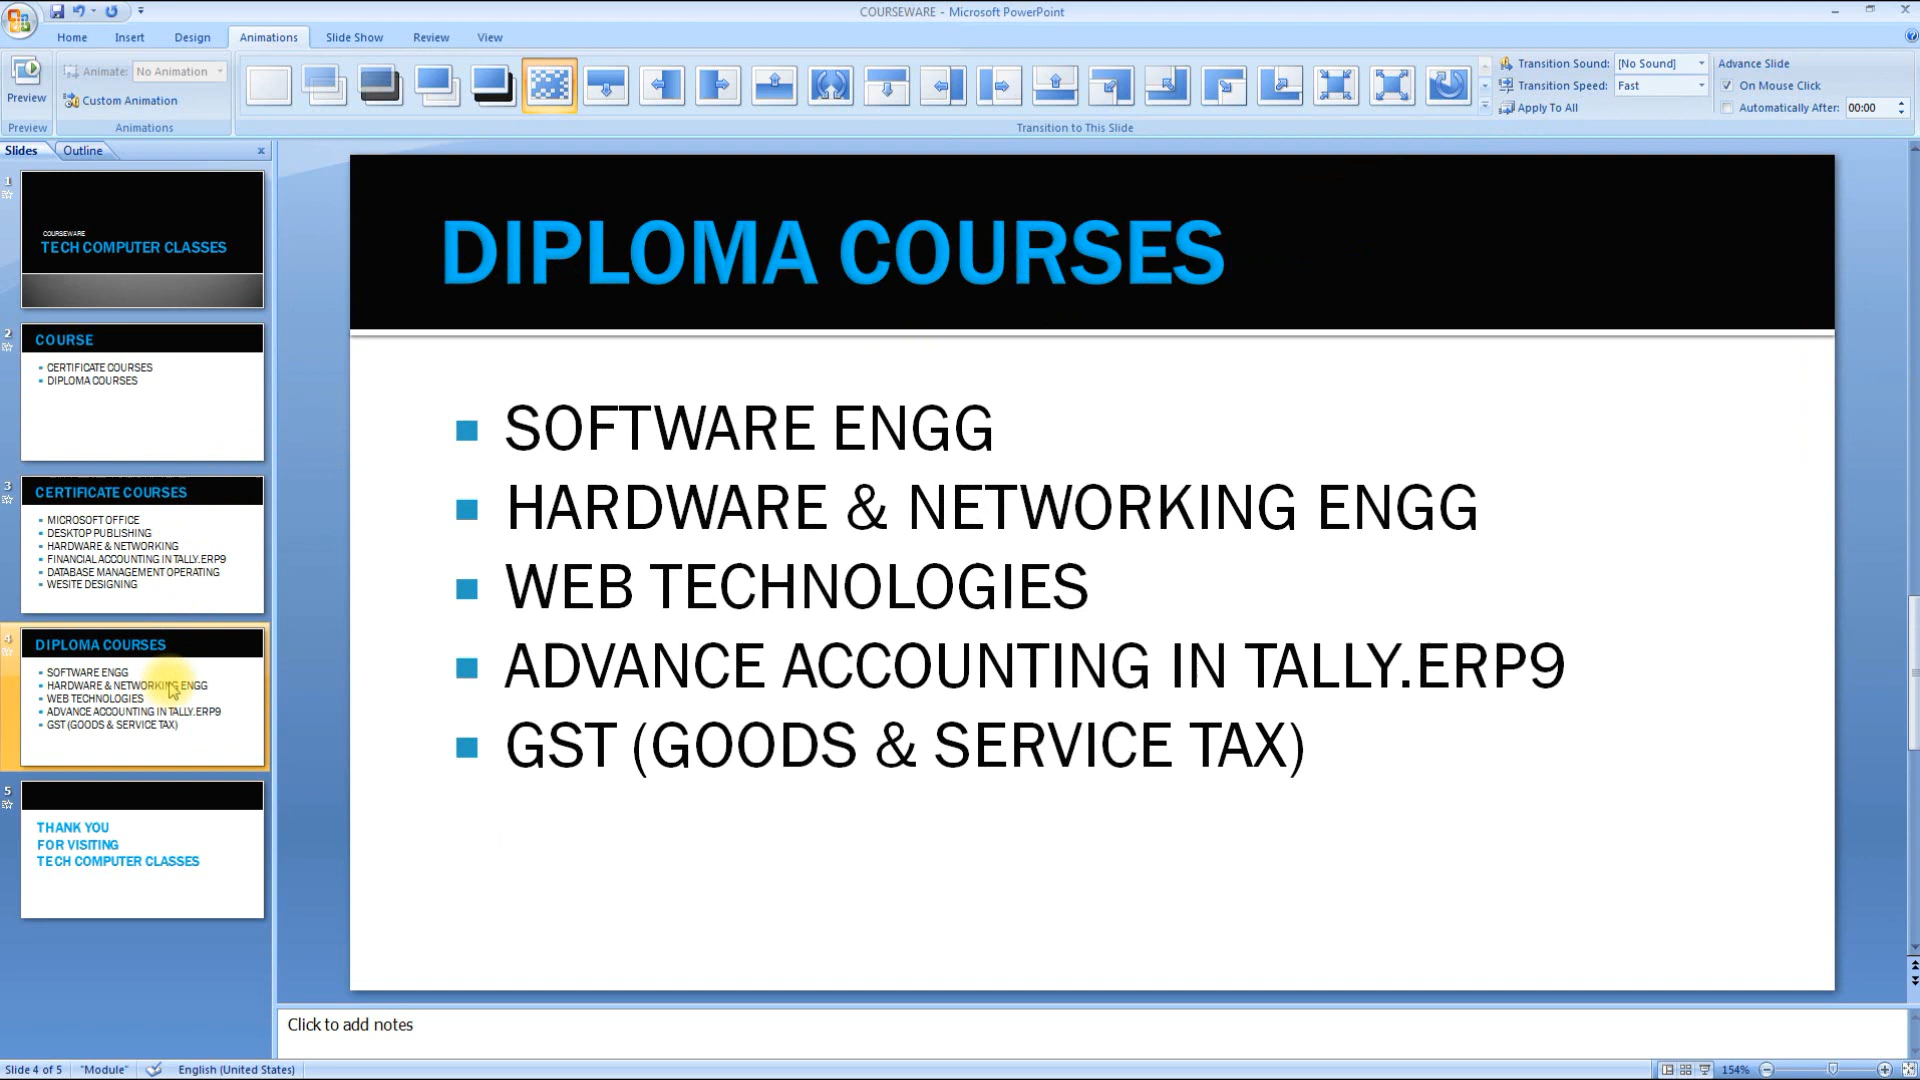 COURSEWARE - Microsoft PowerPoint
Home Insert Design Animations Slide Show Review View
Preview
Animate: No Animation
Custom Animation
Transition Sound: [No Sound]
Transition Speed: Fast
Apply To All
Advance Slide
On Mouse Click
Automatically After: 00:00
Preview Animations Transition to This Slide
Slides Outline
1
COURSEWARE
TECH COMPUTER CLASSES
2
COURSE
CERTIFICATE COURSES
DIPLOMA COURSES
3
CERTIFICATE COURSES
MICROSOFT OFFICE
DESKTOP PUBLISHING
HARDWARE & NETWORKING
FINANCIAL ACCOUNTING IN TALLY.ERP9
DATABASE MANAGEMENT OPERATING
WESITE DESIGNING
4
DIPLOMA COURSES
SOFTWARE ENGG
HARDWARE & NETWORKING ENGG
WEB TECHNOLOGIES
ADVANCE ACCOUNTING IN TALLY.ERP9
GST (GOODS & SERVICE TAX)
5
THANK YOU
FOR VISITING
TECH COMPUTER CLASSES
DIPLOMA COURSES
SOFTWARE ENGG
HARDWARE & NETWORKING ENGG
WEB TECHNOLOGIES
ADVANCE ACCOUNTING IN TALLY.ERP9
GST (GOODS & SERVICE TAX)
Click to add notes
Slide 4 of 5 "Module" English (United States) 154%